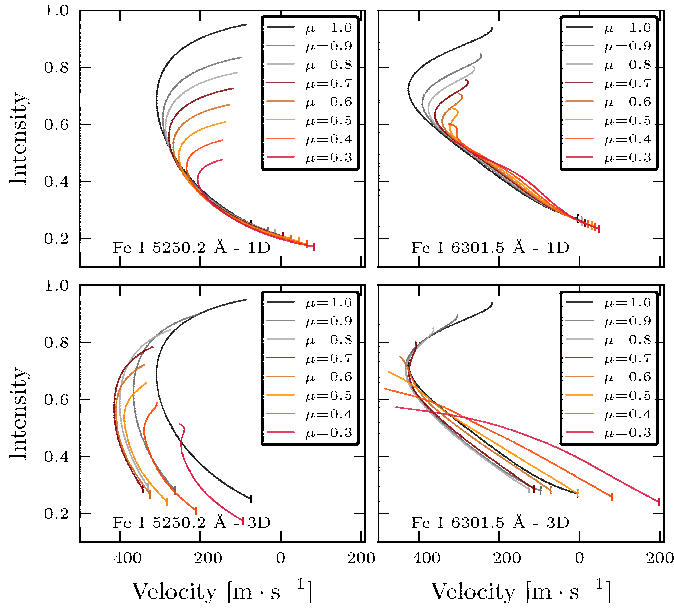 Intensity
1.0
0.8
0.6
0.4
0.2
μ=1.0
μ=0.9
μ=0.8
μ=0.7
μ=0.6
μ=0.5
μ=0.4
μ=0.3
Fe I 5250.2 Å - 1D
μ=1.0
μ=0.9
μ=0.8
μ=0.7
μ=0.6
μ=0.5
μ=0.4
μ=0.3
Fe I 6301.5 Å - 1D
Intensity
1.0
0.8
0.6
0.4
0.2
μ=1.0
μ=0.9
μ=0.8
μ=0.7
μ=0.6
μ=0.5
μ=0.4
μ=0.3
Fe I 5250.2 Å - 3D
μ=1.0
μ=0.9
μ=0.8
μ=0.7
μ=0.6
μ=0.5
μ=0.4
μ=0.3
Fe I 6301.5 Å - 3D
400 200 0
400 200 0 200
Velocity [m · s ¹]
Velocity [m · s ¹]